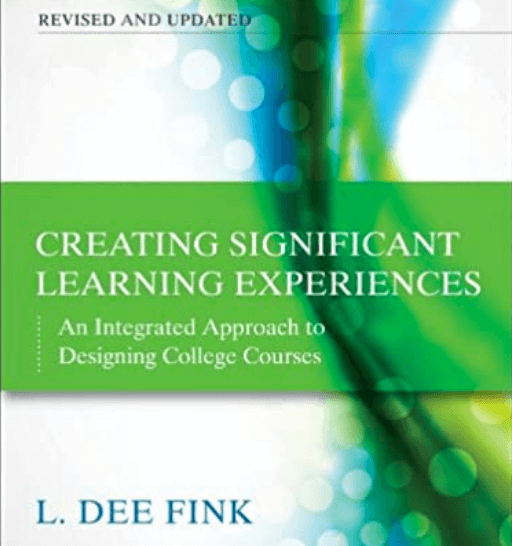 REVISED AND UPDATED
CREATING SIGNIFICANT
LEARNING EXPERIENCES
An Integrated Approach to
Designing College Courses
L. DEE FINK